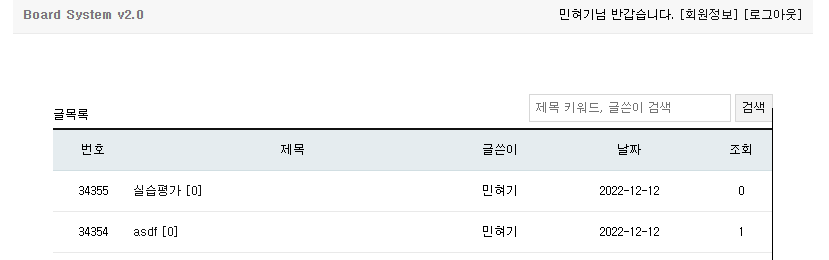 Board System v2.0 민혀기님 반갑습니다. [회원정보] [로그아웃]
글목록 제목 키워드, 글쓴이 검색 검색
번호 제목 글쓴이 날짜 조회
34355 실습평가 [0] 민혀기 2022-12-12 0
34354 asdf [0] 민혀기 2022-12-12 1